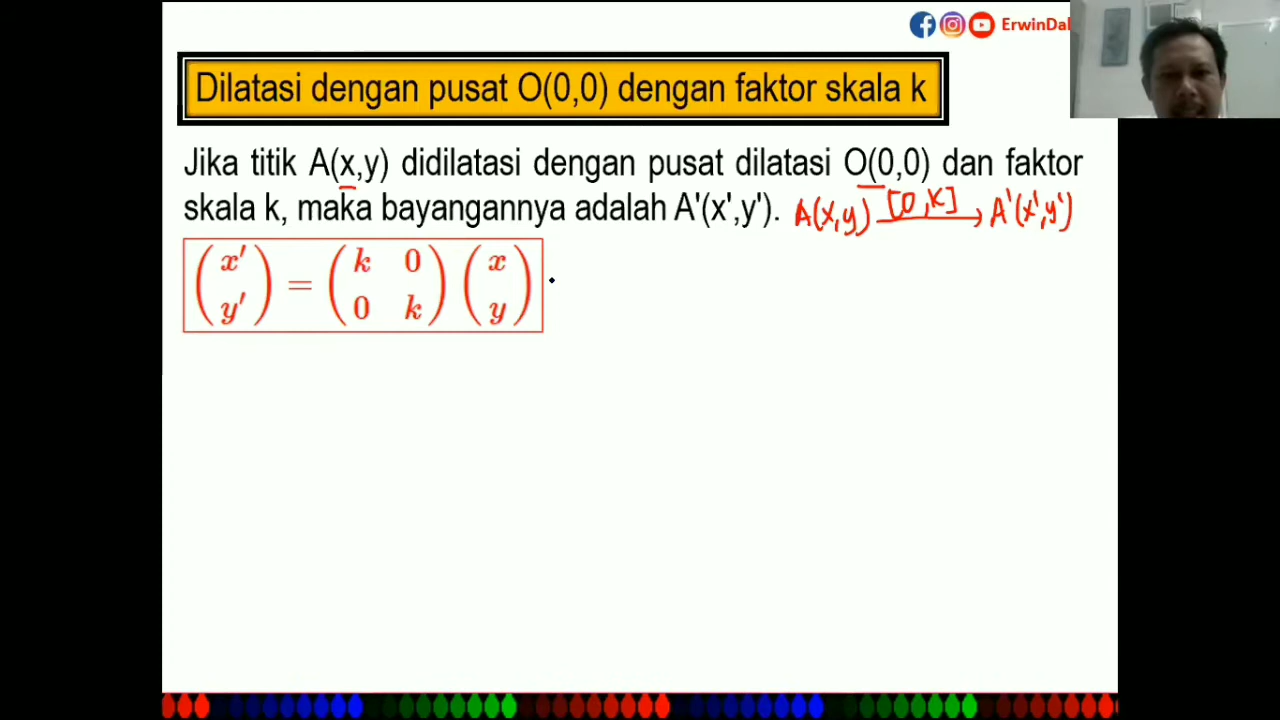 ErwinDal
Dilatasi dengan pusat O(0,0) dengan faktor skala k
Jika titik A(x,y) didilatasi dengan pusat dilatasi O(0,0) dan faktor
skala k, maka bayangannya adalah A'(x',y'). A(x,y) [0,k] → A'(x',y')
(x' y') = (k 0 0 k) (x y)